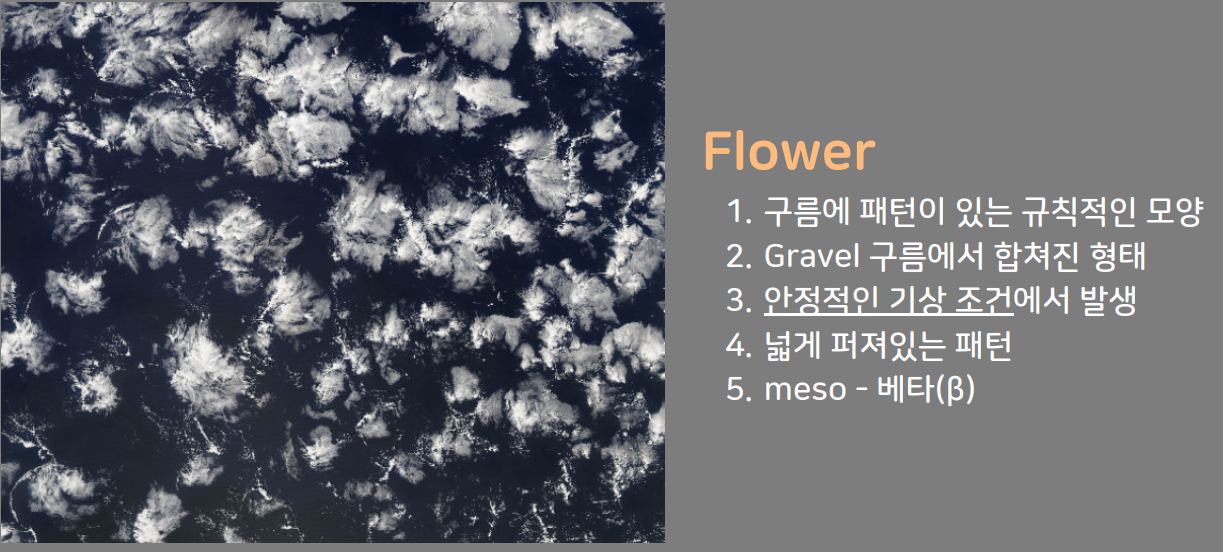 Flower
1. 구름에 패턴이 있는 규칙적인 모양
2. Gravel 구름에서 합쳐진 형태
3. 안정적인 기상 조건에서 발생
4. 넓게 퍼져있는 패턴
5. meso - 베타(β)